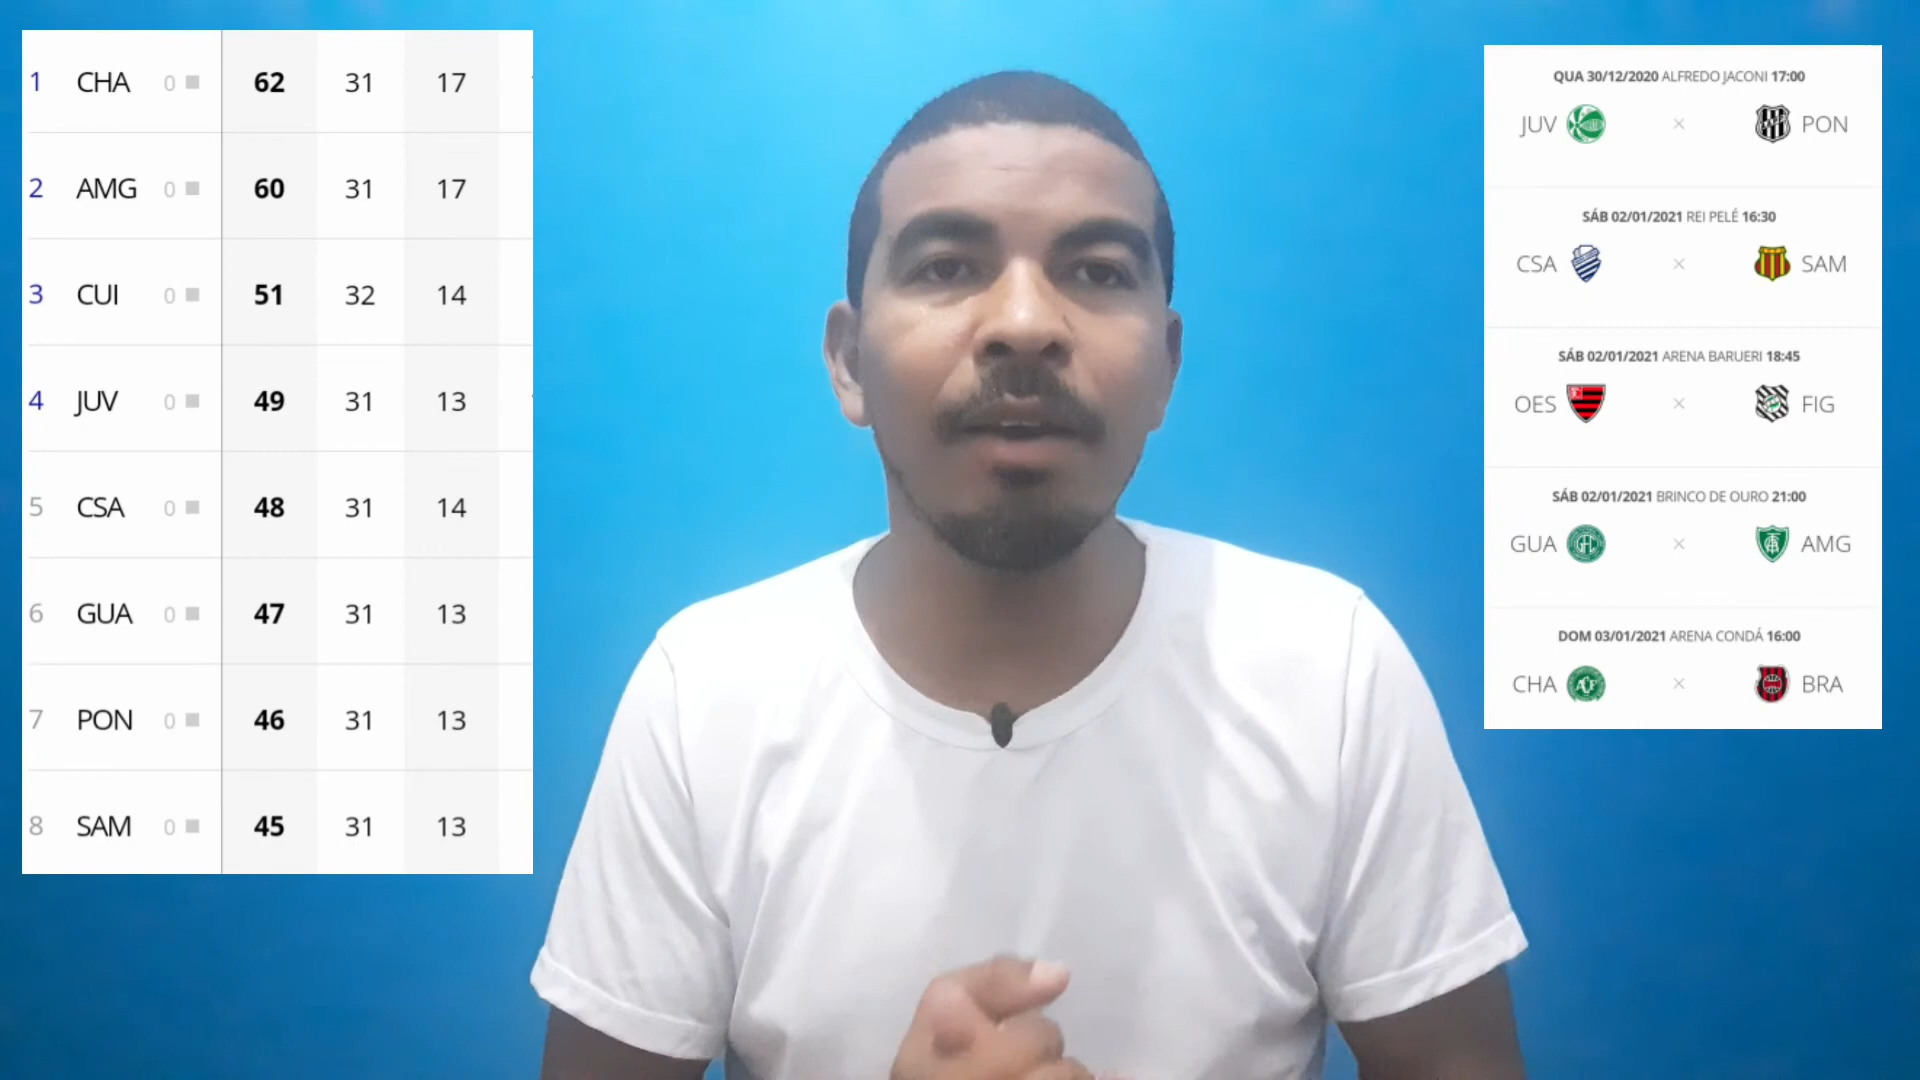 1 CHA 0 62 31 17
2 AMG 0 60 31 17
3 CUI 0 51 32 14
4 JUV 0 49 31 13
5 CSA 0 48 31 14
6 GUA 0 47 31 13
7 PON 0 46 31 13
8 SAM 0 45 31 13
QUA 30/12/2020 ALFREDO JACONI 17:00
JUV × PON
SÁB 02/01/2021 REI PELÉ 16:30
CSA × SAM
SÁB 02/01/2021 ARENA BARUERI 18:45
OES × FIG
SÁB 02/01/2021 BRINCO DE OURO 21:00
GUA × AMG
DOM 03/01/2021 ARENA CONDÁ 16:00
CHA × BRA